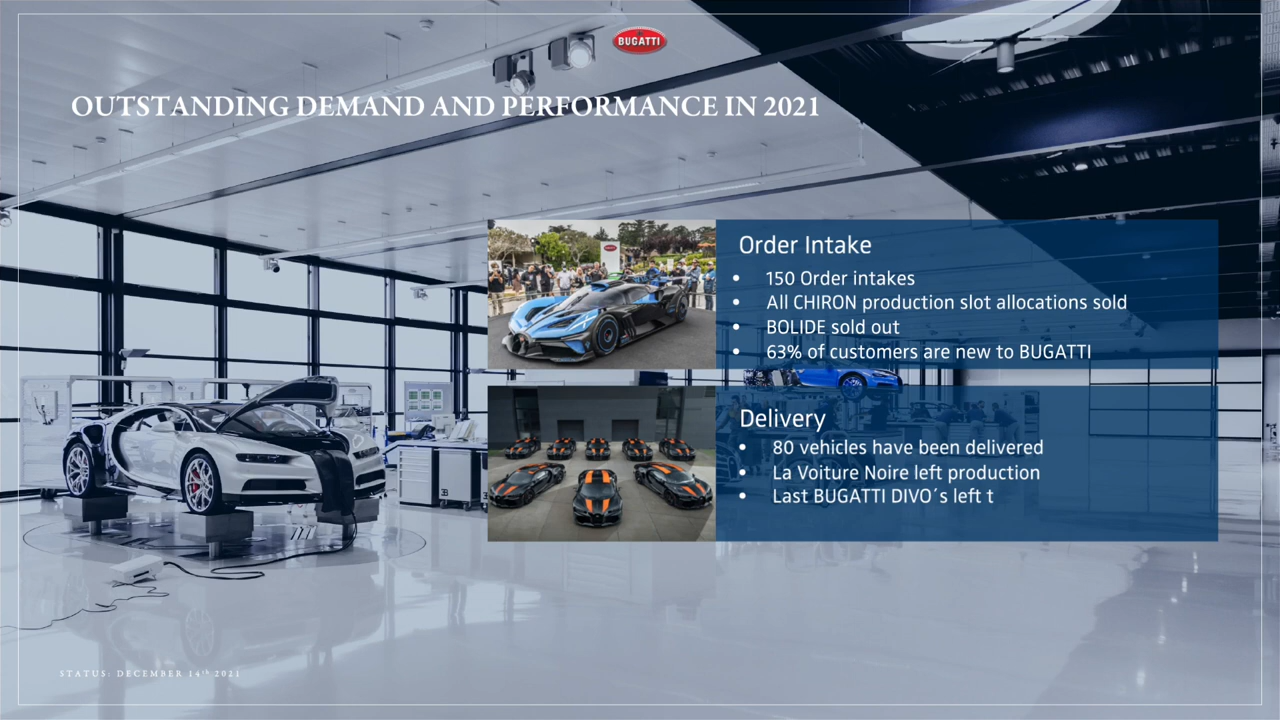 BUGATTI
OUTSTANDING DEMAND AND PERFORMANCE IN 2021
Order Intake
• 150 Order intakes
• All CHIRON production slot allocations sold
• BOLIDE sold out
• 63% of customers are new to BUGATTI
Delivery
• 80 vehicles have been delivered
• La Voiture Noire left production
• Last BUGATTI DIVO´s left t
STATUS: DECEMBER 14th 2021